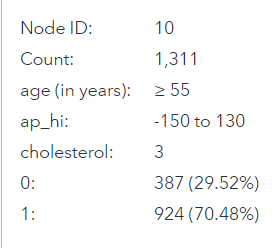 Node ID: 10
Count: 1,311
age (in years): ≥ 55
ap_hi: -150 to 130
cholesterol: 3
0: 387 (29.52%)
1: 924 (70.48%)